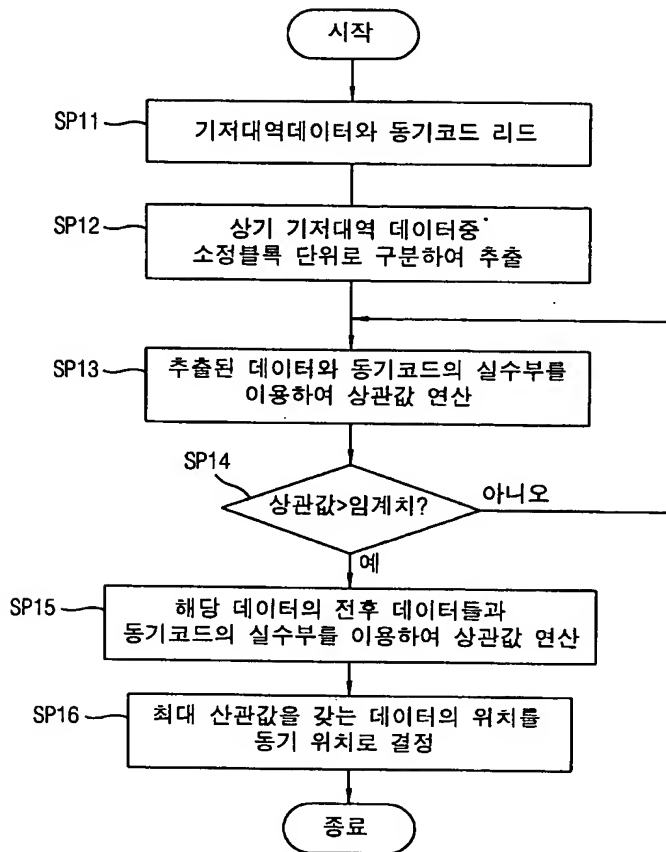 시작
SP11
기저대역데이터와 동기코드 리드
SP12
상기 기저대역 데이터중
소정블록 단위로 구분하여 추출
SP13
추출된 데이터와 동기코드의 실수부를
이용하여 상관값 연산
SP14
상관값>임계치?
아니오
예
SP15
해당 데이터의 전후 데이터들과
동기코드의 실수부를 이용하여 상관값 연산
SP16
최대 산관값을 갖는 데이터의 위치를
동기 위치로 결정
종료